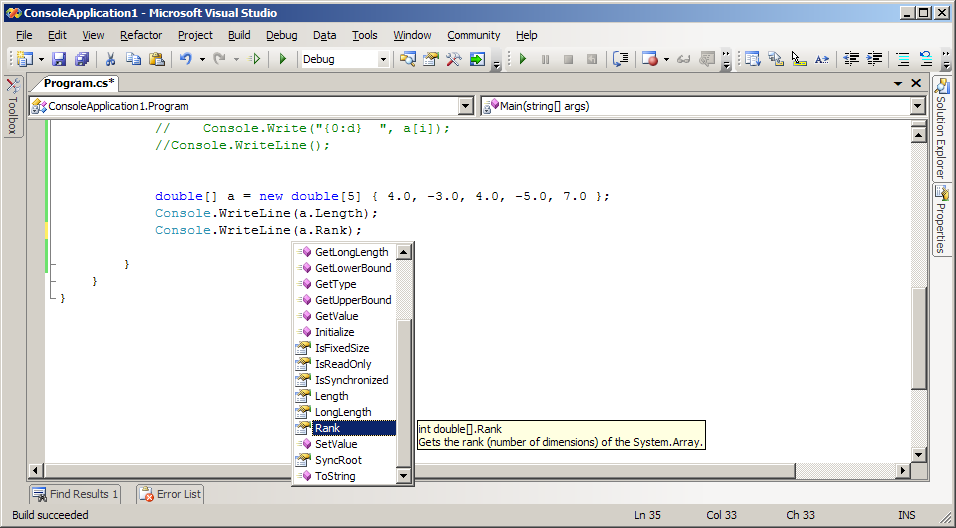 ConsoleApplication1 - Microsoft Visual Studio
File Edit View Refactor Project Build Debug Data Tools Window Community Help
Debug
Toolbox
Program.cs*
ConsoleApplication1.Program
Main(string[] args)
//    Console.Write("{0:d}  ", a[i]);
//Console.WriteLine();
double[] a = new double[5] { 4.0, -3.0, 4.0, -5.0, 7.0 };
Console.WriteLine(a.Length);
Console.WriteLine(a.Rank);
}
}
}
GetLongLength
GetLowerBound
GetType
GetUpperBound
GetValue
Initialize
IsFixedSize
IsReadOnly
IsSynchronized
Length
LongLength
Rank
SetValue
SyncRoot
ToString
int double[].Rank
Gets the rank (number of dimensions) of the System.Array.
Solution Explorer
Properties
Find Results 1
Error List
Build succeeded
Ln 35
Col 33
Ch 33
INS